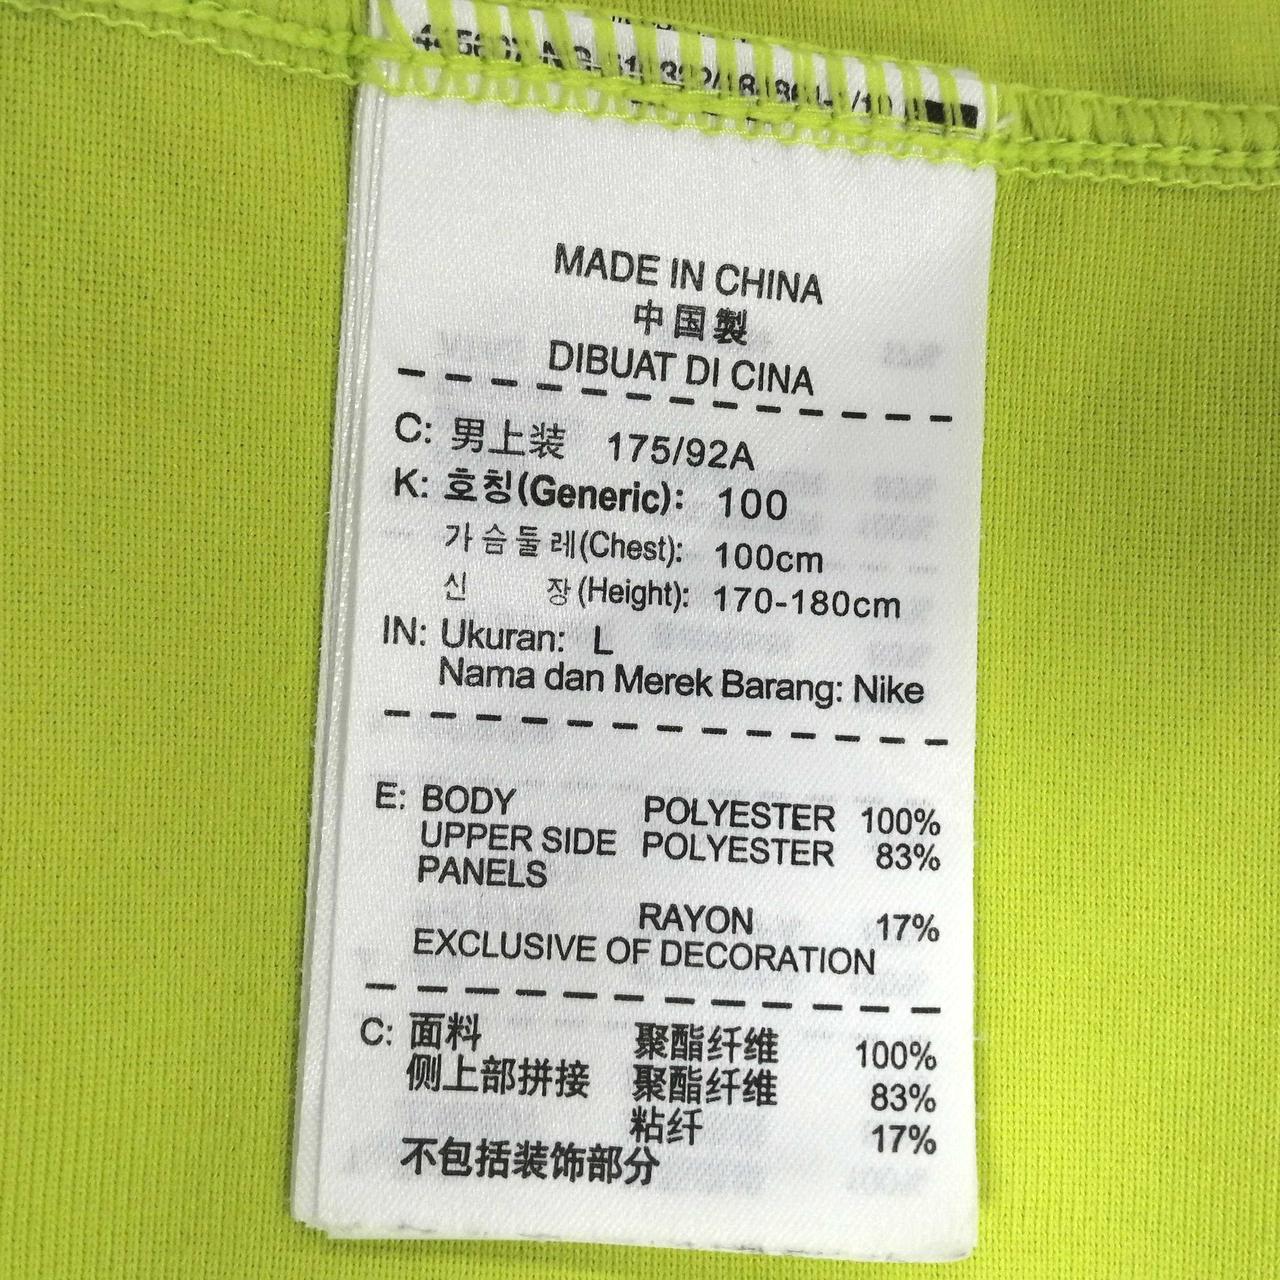 MADE IN CHINA
中国製
DIBUAT DI CINA
C: 男上装 175/92A
K: 호칭(Generic): 100
가슴둘레(Chest): 100cm
신 장(Height): 170-180cm
IN: Ukuran: L
Nama dan Merek Barang: Nike
E: BODY POLYESTER 100%
UPPER SIDE POLYESTER 83%
PANELS
RAYON 17%
EXCLUSIVE OF DECORATION
C: 面料 聚酯纤维 100%
侧上部拼接 聚酯纤维 83%
粘纤 17%
不包括装饰部分